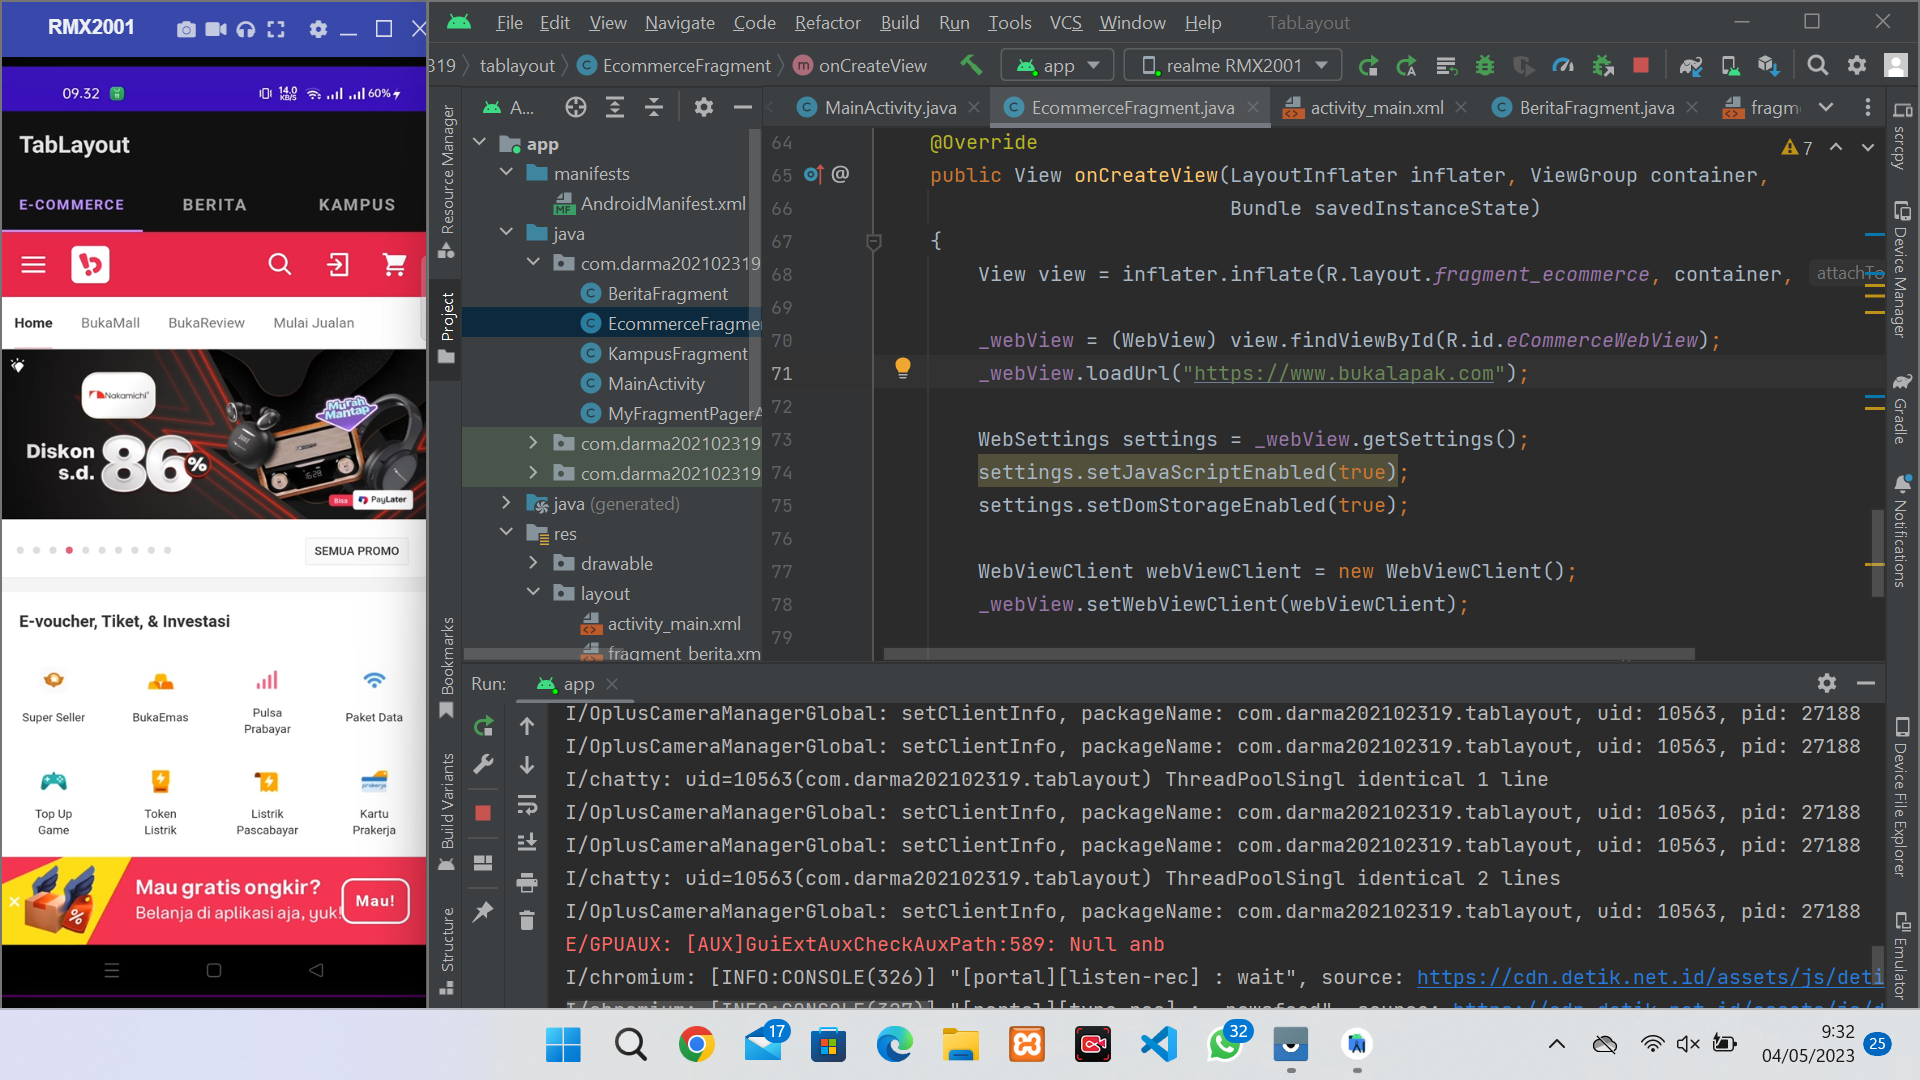 RMX2001
09.32
14.0
KB/S
60%
TabLayout
E-COMMERCE
BERITA
KAMPUS
Home
BukaMall
BukaReview
Mulai Jualan
Nakamichi
Murah
Mantap
Diskon
s.d. 86%
1628
Bisa
PayLater
SEMUA PROMO
E-voucher, Tiket, & Investasi
Super Seller
BukaEmas
Pulsa
Prabayar
Paket Data
Top Up
Game
Token
Listrik
Listrik
Pascabayar
Kartu
Prakerja
Mau gratis ongkir?
Belanja di aplikasi aja, yuk!
Mau!
File Edit View Navigate Code Refactor Build Run Tools VCS Window Help TabLayout
319 tablayout EcommerceFragment onCreateView
app
realme RMX2001
A...
MainActivity.java
EcommerceFragment.java
activity_main.xml
BeritaFragment.java
fragm
Resource Manager
Project
Bookmarks
Build Variants
Structure
app
manifests
AndroidManifest.xml
java
com.darma202102319
BeritaFragment
EcommerceFragme
KampusFragment
MainActivity
MyFragmentPagerA
com.darma202102319
com.darma202102319
java (generated)
res
drawable
layout
activity_main.xml
fragment_berita.xm
7
64 @Override
65 @ public View onCreateView(LayoutInflater inflater, ViewGroup container,
66 Bundle savedInstanceState)
67 {
68 View view = inflater.inflate(R.layout.fragment_ecommerce, container, attachTo
69
70 _webView = (WebView) view.findViewById(R.id.eCommerceWebView);
71 _webView.loadUrl("https://www.bukalapak.com");
72
73 WebSettings settings = _webView.getSettings();
74 settings.setJavaScriptEnabled(true);
75 settings.setDomStorageEnabled(true);
76
77 WebViewClient webViewClient = new WebViewClient();
78 _webView.setWebViewClient(webViewClient);
79
scrcpy
Device Manager
Gradle
Notifications
Device File Explorer
Emulator
Run: app
I/OplusCameraManagerGlobal: setClientInfo, packageName: com.darma202102319.tablayout, uid: 10563, pid: 27188
I/OplusCameraManagerGlobal: setClientInfo, packageName: com.darma202102319.tablayout, uid: 10563, pid: 27188
I/chatty: uid=10563(com.darma202102319.tablayout) ThreadPoolSingl identical 1 line
I/OplusCameraManagerGlobal: setClientInfo, packageName: com.darma202102319.tablayout, uid: 10563, pid: 27188
I/OplusCameraManagerGlobal: setClientInfo, packageName: com.darma202102319.tablayout, uid: 10563, pid: 27188
I/chatty: uid=10563(com.darma202102319.tablayout) ThreadPoolSingl identical 2 lines
I/OplusCameraManagerGlobal: setClientInfo, packageName: com.darma202102319.tablayout, uid: 10563, pid: 27188
E/GPUAUX: [AUX]GuiExtAuxCheckAuxPath:589: Null anb
I/chromium: [INFO:CONSOLE(326)] "[portal][listen-rec] : wait", source: https://cdn.detik.net.id/assets/js/deti
17
32
9:32
04/05/2023
25